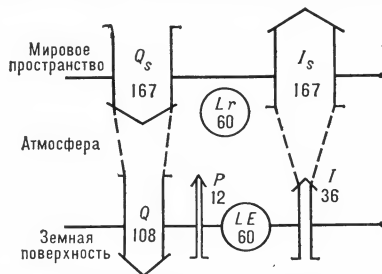 Мировое
пространство
Q_s
167
I_s
167
Lr
60
Атмосфера
Q
108
P
12
LE
60
I
36
Земная
поверхность